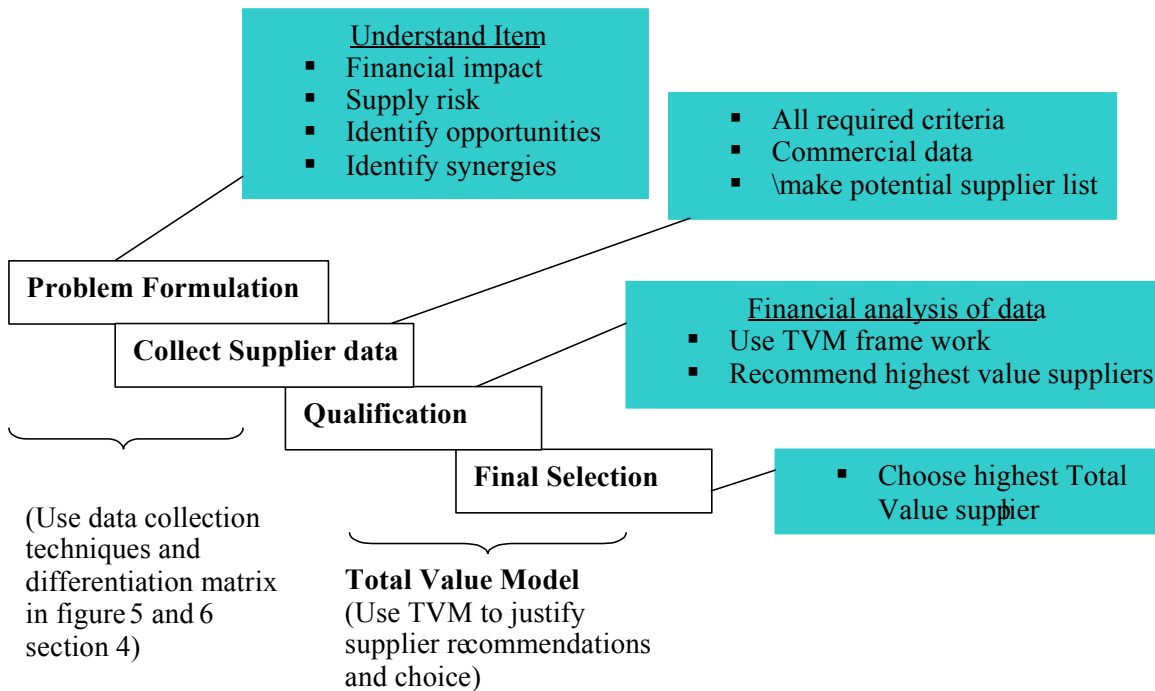 Understand Item
▪ Financial impact
▪ Supply risk
▪ Identify opportunities
▪ Identify synergies
▪ All required criteria
▪ Commercial data
▪ \make potential supplier list
Problem Formulation
Collect Supplier data
Financial analysis of data
▪ Use TVM frame work
▪ Recommend highest value suppliers
Qualification
Final Selection
▪ Choose highest Total
Value supplier
(Use data collection
techniques and
differentiation matrix
in figure 5 and 6
section 4)
Total Value Model
(Use TVM to justify
supplier recommendations
and choice)